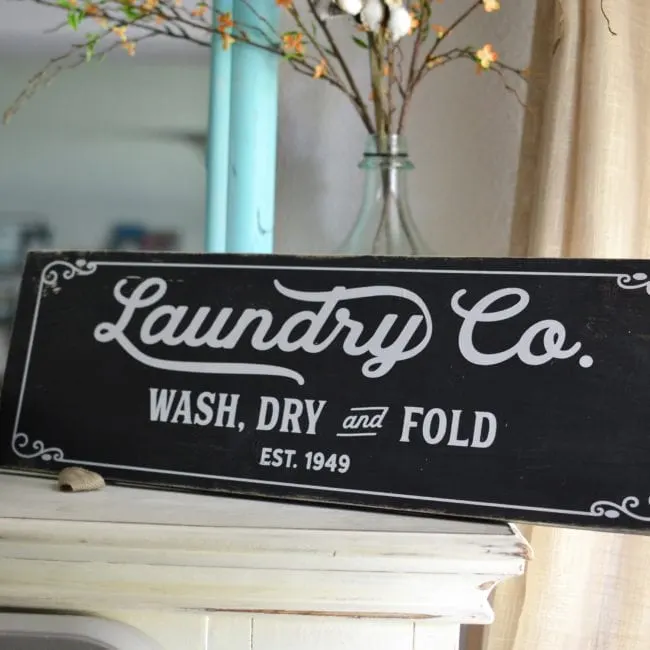 Laundry Co.
WASH, DRY and FOLD
EST. 1949